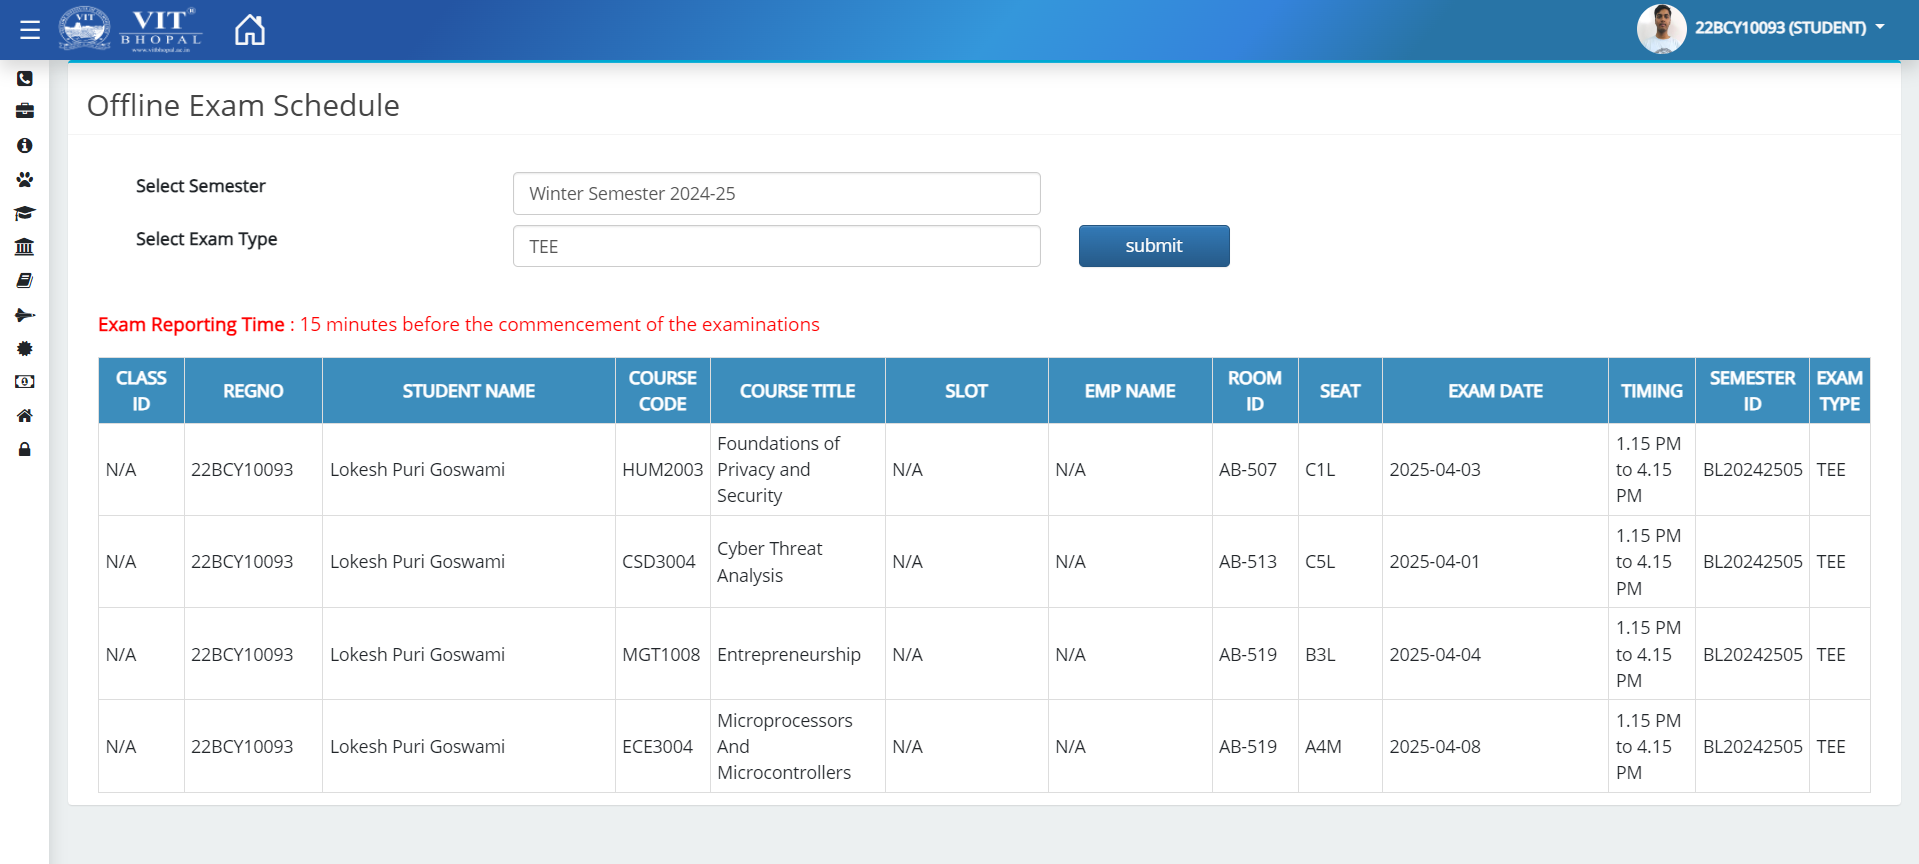 VIT®
BHOPAL
www.vitbhopal.ac.in
22BCY10093 (STUDENT)
Offline Exam Schedule
Select Semester
Winter Semester 2024-25
Select Exam Type
TEE
submit
Exam Reporting Time : 15 minutes before the commencement of the examinations
CLASS ID REGNO STUDENT NAME COURSE CODE COURSE TITLE SLOT EMP NAME ROOM ID SEAT EXAM DATE TIMING SEMESTER ID EXAM TYPE
N/A 22BCY10093 Lokesh Puri Goswami HUM2003 Foundations of Privacy and Security N/A N/A AB-507 C1L 2025-04-03 1.15 PM to 4.15 PM BL20242505 TEE
N/A 22BCY10093 Lokesh Puri Goswami CSD3004 Cyber Threat Analysis N/A N/A AB-513 C5L 2025-04-01 1.15 PM to 4.15 PM BL20242505 TEE
N/A 22BCY10093 Lokesh Puri Goswami MGT1008 Entrepreneurship N/A N/A AB-519 B3L 2025-04-04 1.15 PM to 4.15 PM BL20242505 TEE
N/A 22BCY10093 Lokesh Puri Goswami ECE3004 Microprocessors And Microcontrollers N/A N/A AB-519 A4M 2025-04-08 1.15 PM to 4.15 PM BL20242505 TEE